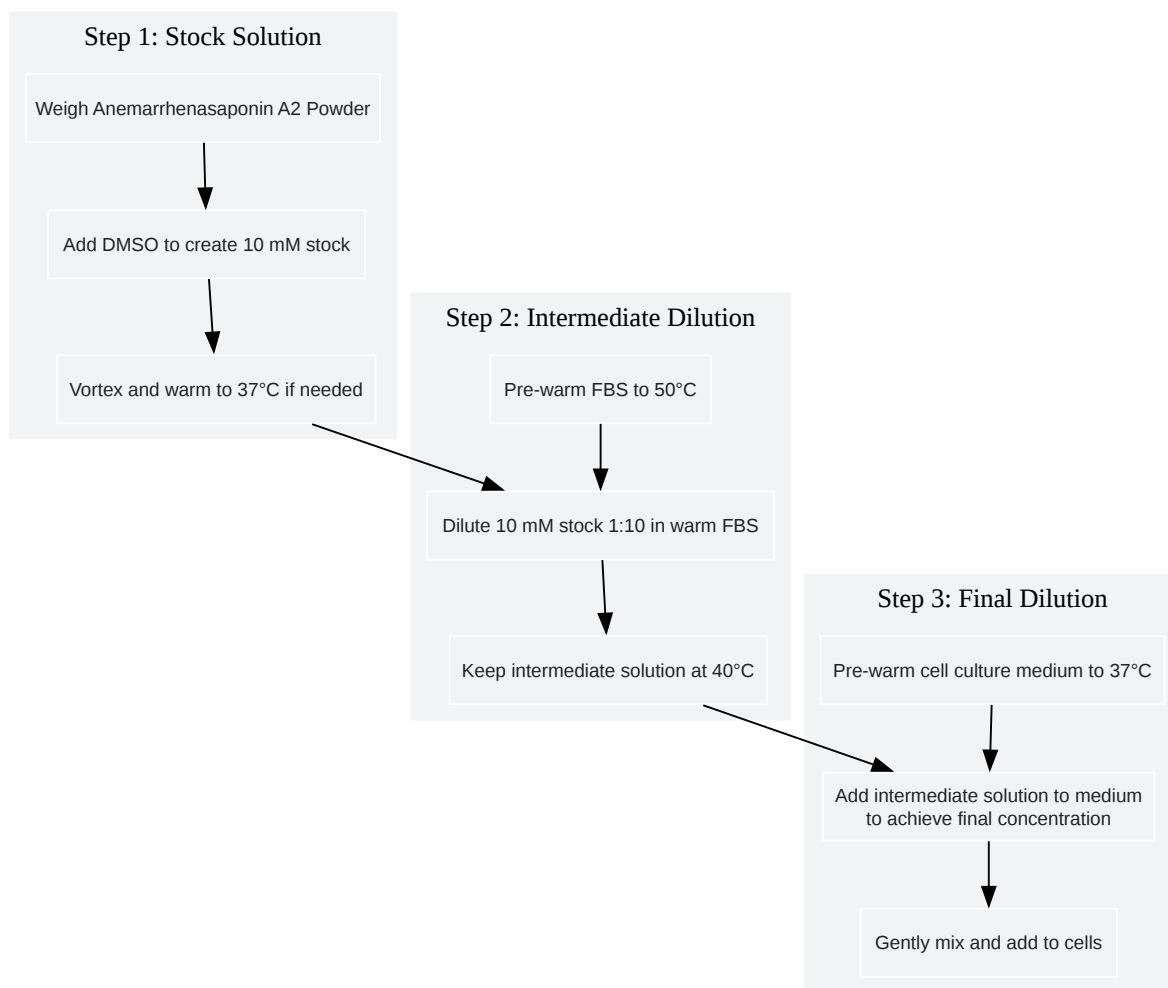 Step 1: Stock Solution
Weigh Anemarrhenasaponin A2 Powder
Add DMSO to create 10 mM stock
Vortex and warm to 37°C if needed
Step 2: Intermediate Dilution
Pre-warm FBS to 50°C
Dilute 10 mM stock 1:10 in warm FBS
Keep intermediate solution at 40°C
Step 3: Final Dilution
Pre-warm cell culture medium to 37°C
Add intermediate solution to medium
to achieve final concentration
Gently mix and add to cells